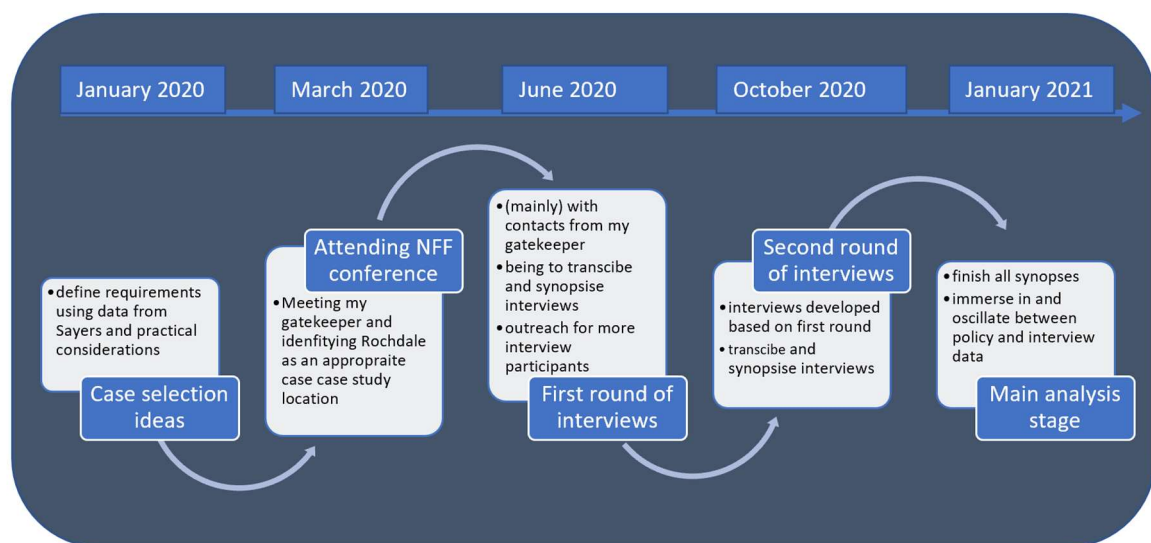 January 2020
March 2020
June 2020
October 2020
January 2021
•define requirements
using data from
Sayers and practical
considerations
Case selection
ideas
Attending NFF
conference
•Meeting my
gatekeeper and
idenfitying Rochdale
as an appropraite
case case study
location
•(mainly) with
contacts from my
gatekeeper
•being to transcibe
and synopsise
interviews
•outreach for more
interview
participants
First round of
interviews
Second round
of interviews
•interviews developed
based on first round
•transcibe and
synopsise interviews
•finish all synopses
•immerse in and
oscillate between
policy and interview
data
Main analysis
stage